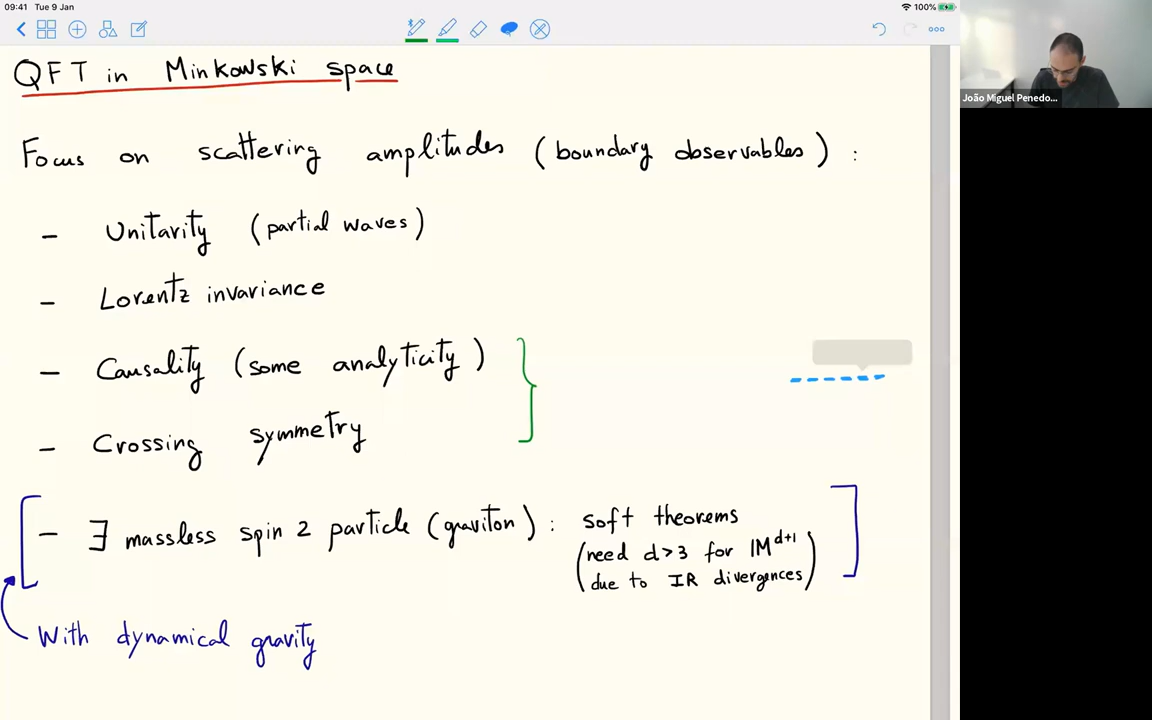 09:41 Tue 9 Jan
100%
QFT in Minkowski space
João Miguel Penedo...
Focus on scattering amplitudes (boundary observables) :
- Unitarity (partial waves)
- Lorentz invariance
- Causality (some analyticity)
- Crossing symmetry
- ∃ massless spin 2 particle (graviton) : soft theorems
(need d>3 for IM^{d+1}
due to IR divergences)
With dynamical gravity